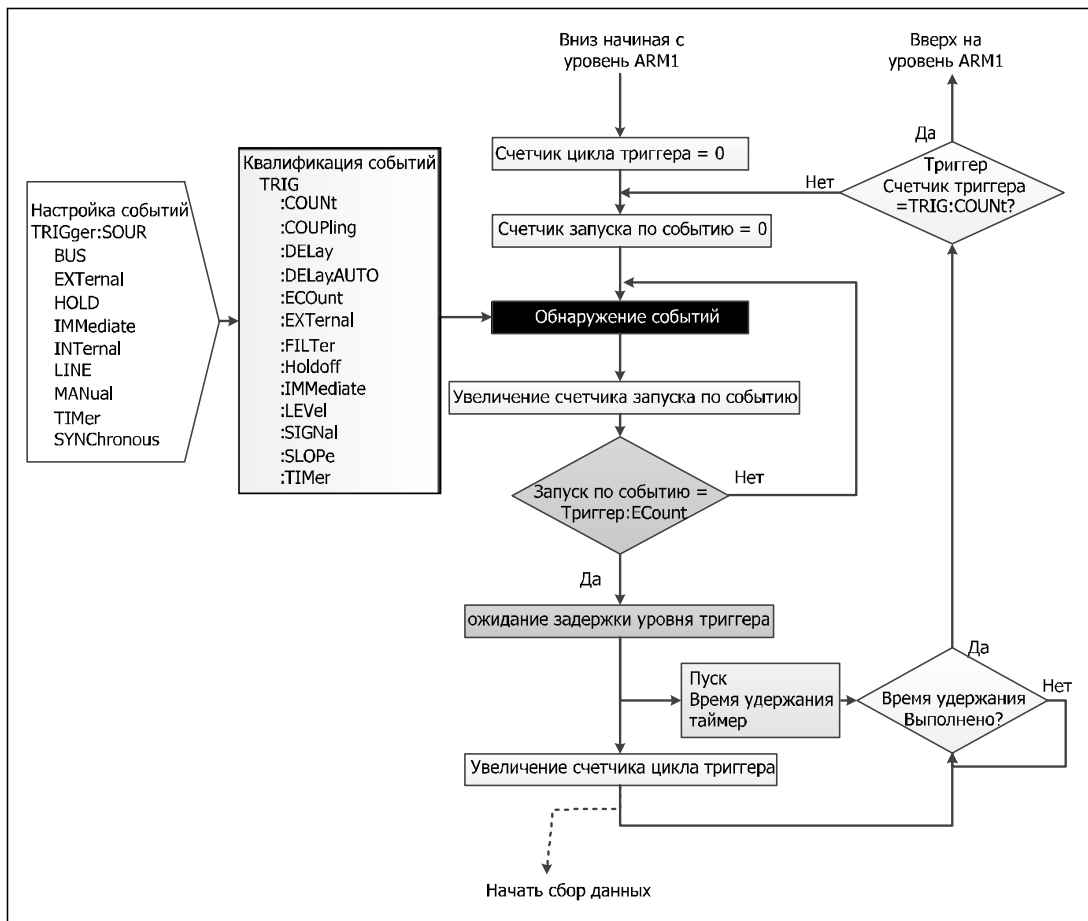 Вниз начиная с
уровень ARM1
Вверх на
уровень ARM1
Да
Счетчик цикла триггера = 0
Нет
Триггер
Счетчик триггера
=TRIG:COUNt?
Настройка событий
TRIGger:SOUR
BUS
EXTernal
HOLD
IMMediate
INTernal
LINE
MANual
TIMer
SYNChronous
Квалификация событий
TRIG
:COUNt
:COUPling
:DELay
:DELay:AUTO
:ECOunt
:EXTernal
:FILTer
:Holdoff
:IMMediate
:LEVel
:SIGNal
:SLOPe
:TIMer
Счетчик запуска по событию = 0
Обнаружение событий
Увеличение счетчика запуска по событию
Запуск по событию =
Триггер:ECount
Нет
Да
ожидание задержки уровня триггера
Пуск
Время удержания
таймер
Да
Время удержания
Выполнено?
Нет
Увеличение счетчика цикла триггера
Начать сбор данных